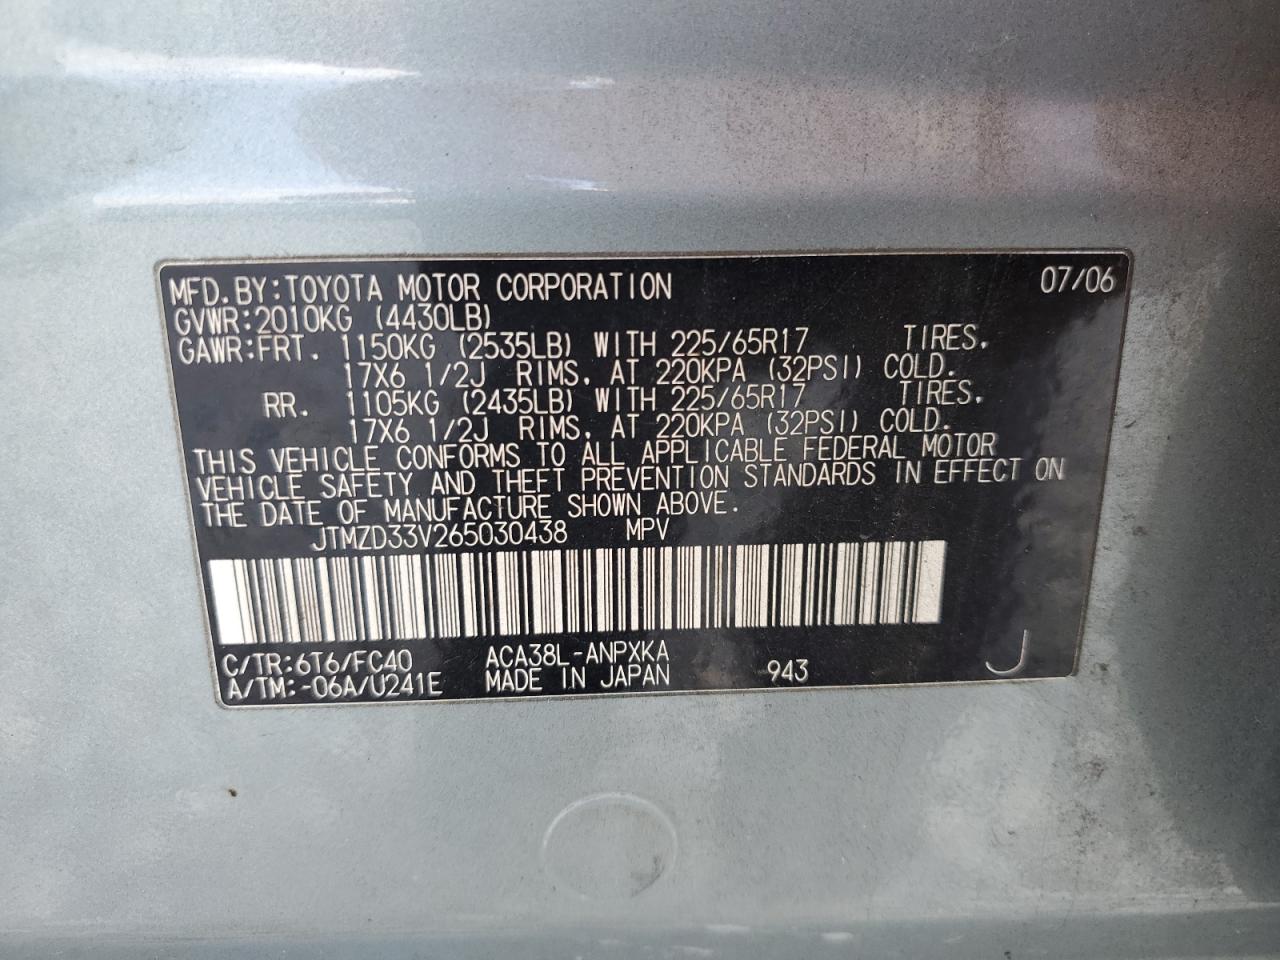 MFD.BY:TOYOTA MOTOR CORPORATION 07/06
GVWR:2010KG (4430LB)
GAWR:FRT. 1150KG (2535LB) WITH 225/65R17 TIRES,
17X6 1/2J RIMS, AT 220KPA (32PSI) COLD.
RR. 1105KG (2435LB) WITH 225/65R17 TIRES,
17X6 1/2J RIMS, AT 220KPA (32PSI) COLD.
THIS VEHICLE CONFORMS TO ALL APPLICABLE FEDERAL MOTOR
VEHICLE SAFETY AND THEFT PREVENTION STANDARDS IN EFFECT ON
THE DATE OF MANUFACTURE SHOWN ABOVE.
JTMZD33V265030438 MPV
C/TR:6T6/FC40 ACA38L-ANPXKA
A/TM:-06A/U241E MADE IN JAPAN 943 J